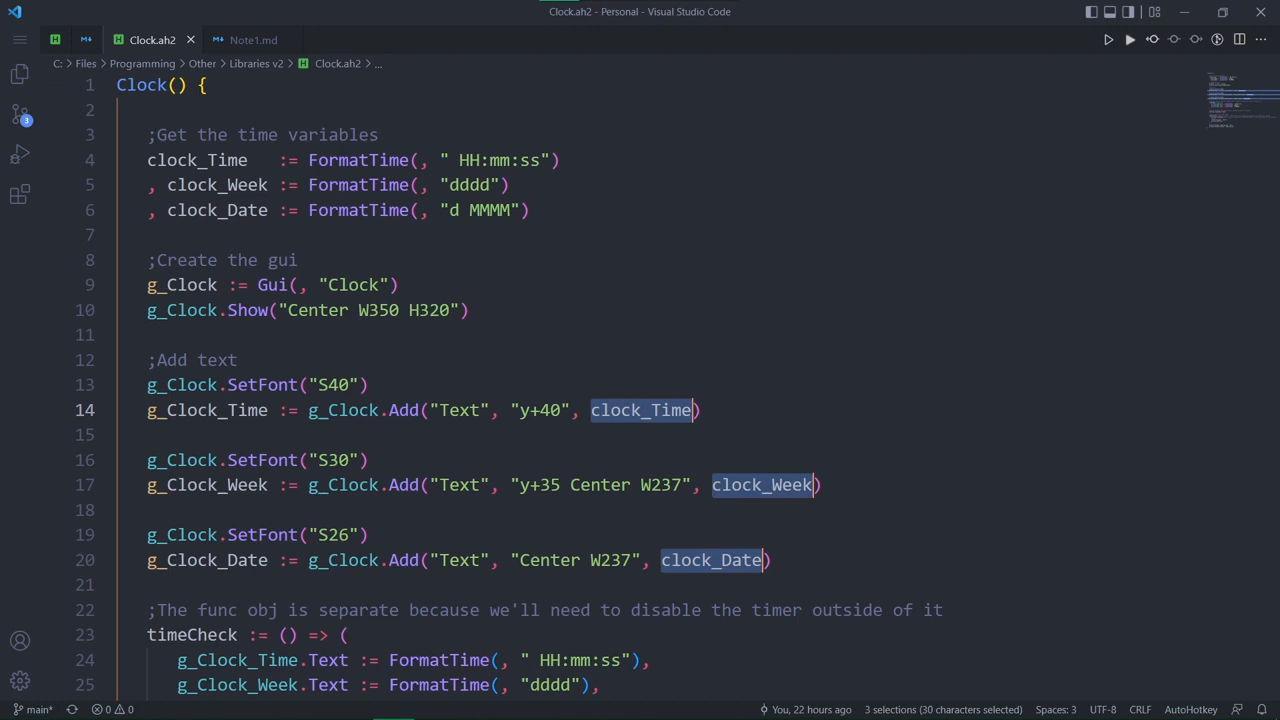 Clock.ah2 - Personal - Visual Studio Code
Clock.ah2 Note1.md
C: > Files > Programming > Other > Libraries v2 > Clock.ah2 > ...
1 Clock() {
2
3 ;Get the time variables
4 clock_Time   := FormatTime(, " HH:mm:ss")
5 , clock_Week := FormatTime(, "dddd")
6 , clock_Date := FormatTime(, "d MMMM")
7
8 ;Create the gui
9 g_Clock := Gui(, "Clock")
10 g_Clock.Show("Center W350 H320")
11
12 ;Add text
13 g_Clock.SetFont("S40")
14 g_Clock_Time := g_Clock.Add("Text", "y+40", clock_Time)
15
16 g_Clock.SetFont("S30")
17 g_Clock_Week := g_Clock.Add("Text", "y+35 Center W237", clock_Week)
18
19 g_Clock.SetFont("S26")
20 g_Clock_Date := g_Clock.Add("Text", "Center W237", clock_Date)
21
22 ;The func obj is separate because we'll need to disable the timer outside of it
23 timeCheck := () => (
24 g_Clock_Time.Text := FormatTime(, " HH:mm:ss"),
25 g_Clock_Week.Text := FormatTime(, "dddd"),
3
main* 0 0 You, 22 hours ago 3 selections (30 characters selected) Spaces: 3 UTF-8 CRLF AutoHotkey